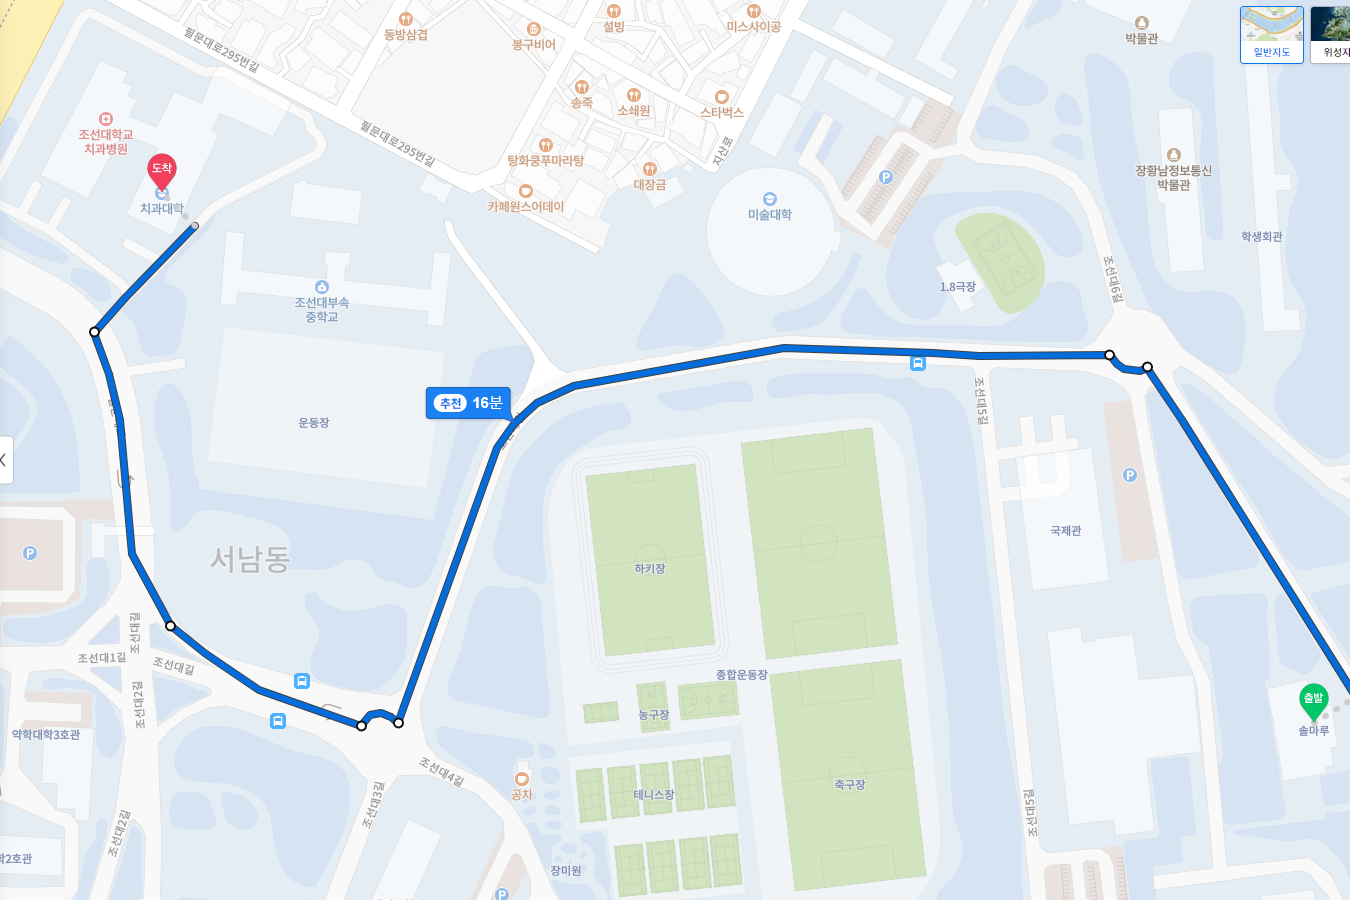 필문대로295번길
동방삼겹
봉구비어
설빙
미스사이공
박물관
일반지도
위성지
조선대학교
치과병원
송죽
소쇄원
스타벅스
필문대로295번길
탕화쿵푸마라탕
지산로
P
장황남정보통신
박물관
도착
치과대학
대장금
카페원스어데이
미술대학
학생회관
조선대부속
중학교
1.8극장
조선대6길
추천 16분
운동장
조선대5길
P
국제관
P
서남동
하키장
조선대길
조선대1길
조선대길
종합운동장
조선대2길
농구장
출발
솔마루
약학대학3호관
조선대4길
공차
테니스장
축구장
조선대3길
조선대5길
조선대2길
학2호관
장미원
P